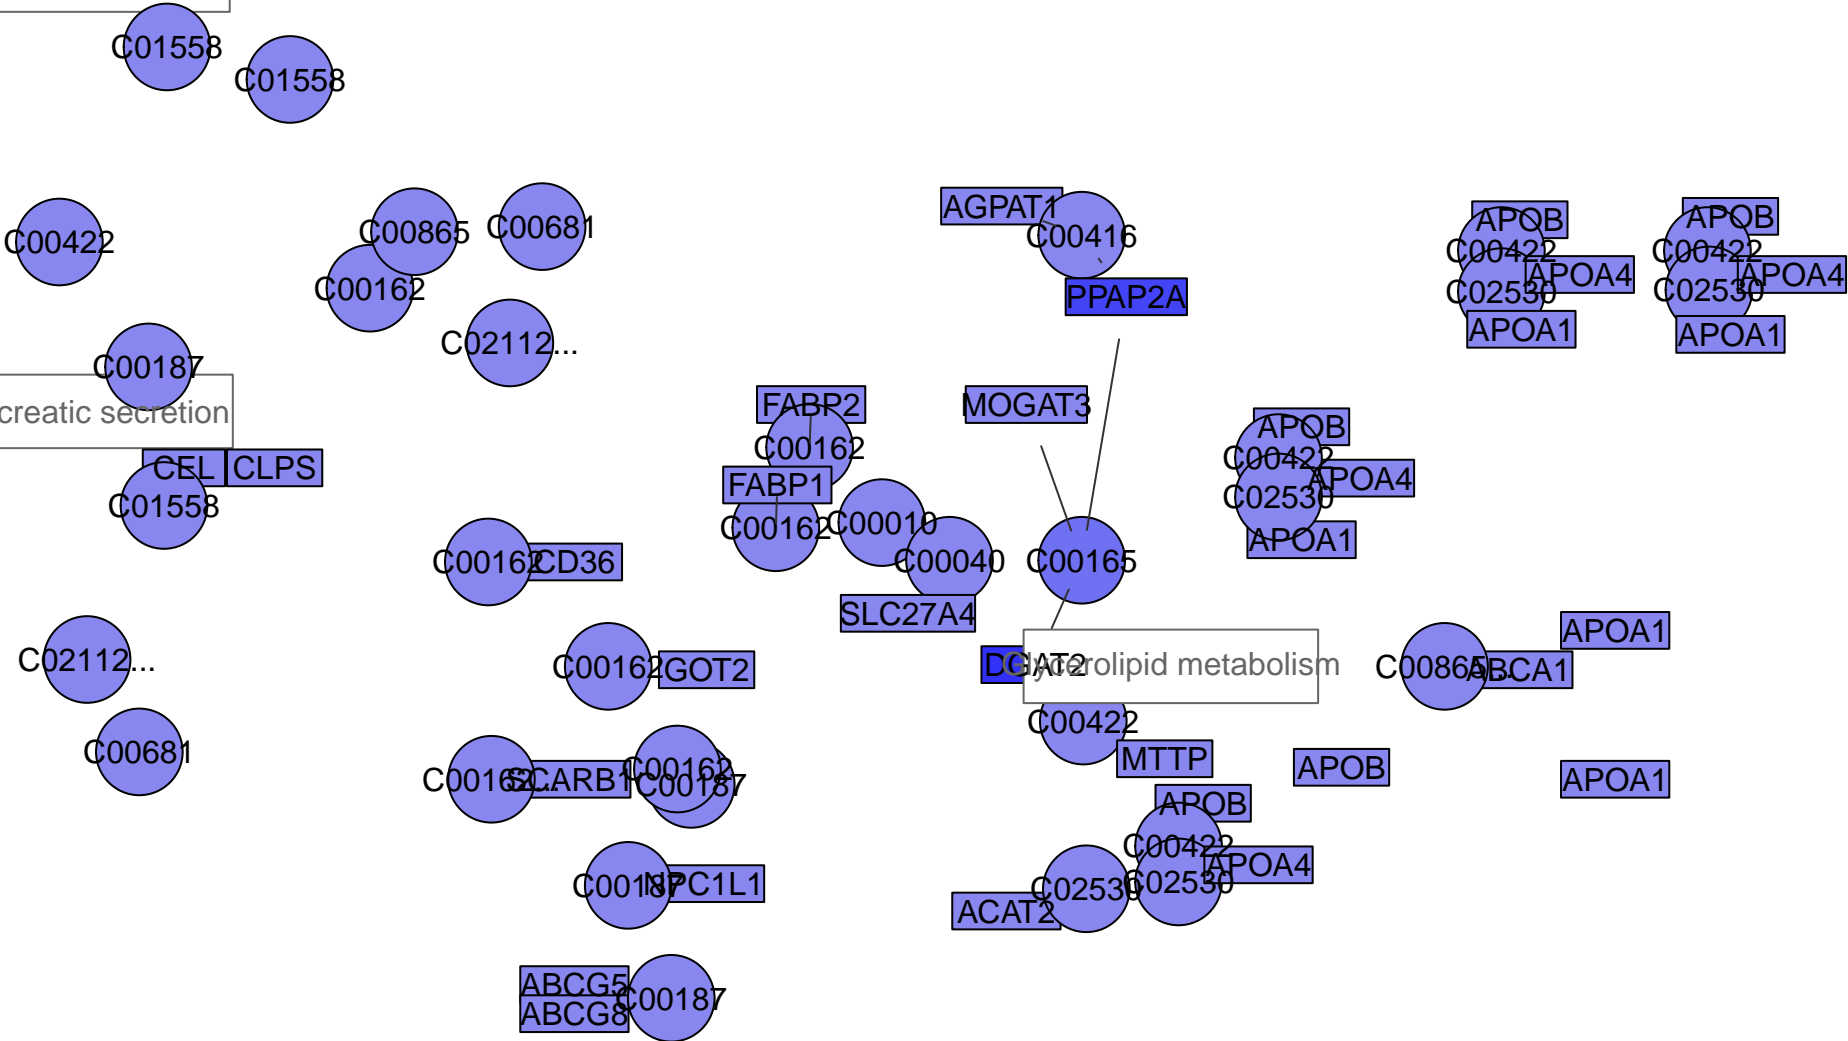 C01558
C01558
C00422
C00865
C00681
C00162
C02112...
AGPAT1
C00416
PPAP2A
APOB
C00422
APOA4
C02530
APOA1
APOB
C00422
APOA4
C02530
APOA1
C00187
creatic secretion
CEL
CLPS
C01558
FABP2
C00162
FABP1
C00162
C00010
C00040
SLC27A4
MOGAT3
C00165
APOB
C00422
APOA4
C02530
APOA1
C00162
CD36
C02112...
C00681
C00162
GOT2
DGAT2
Glycerolipid metabolism
C00422
MTTP
APOB
APOA1
C00865...
ABCA1
APOA1
C00162...
SCARB1
C00162
C00187
APOB
C00422
APOA4
C02530
C02530
ACAT2
C00187
NPC1L1
ABCG5
ABCG8
C00187